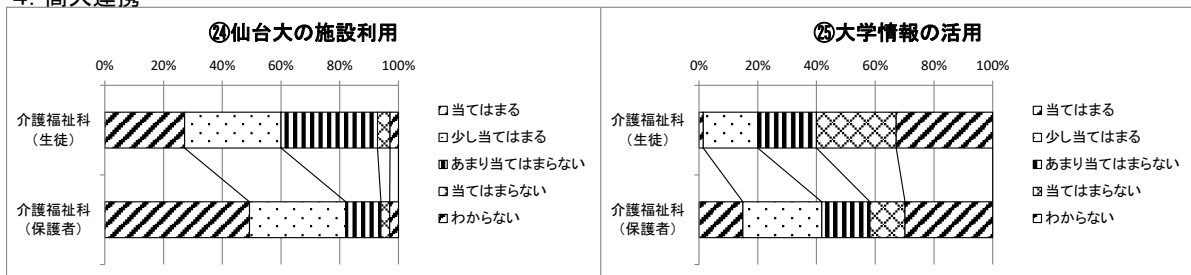 ㉔仙台大の施設利用
0% 20% 40% 60% 80% 100%
介護福祉科
（生徒）
介護福祉科
（保護者）
当てはまる
少し当てはまる
あまり当てはまらない
当てはまらない
わからない
㉕大学情報の活用
0% 20% 40% 60% 80% 100%
介護福祉科
（生徒）
介護福祉科
（保護者）
当てはまる
少し当てはまる
あまり当てはまらない
当てはまらない
わからない